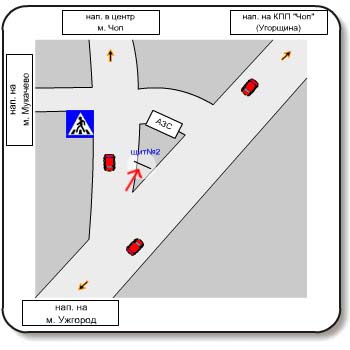 нап. в центр
м. Чоп
нап. на КПП "Чоп"
(Угорщина)
нап. на
м. Мукачево
АЗС
щит№2
нап. на
м. Ужгород